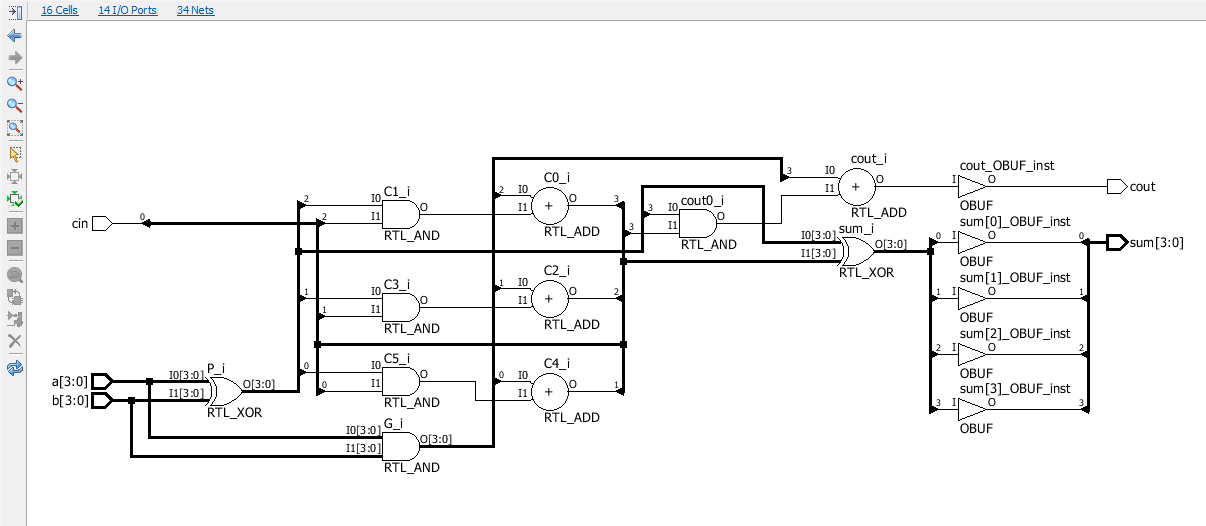 16 Cells 14 I/O Ports 34 Nets
cout_i
cout_OBUF_inst
3 I0 O I O cout
I1
C1_i C0_i RTL_ADD OBUF
2 I0 O 2 I0 O 3 cout0_i
I1 I1 3 I0 O sum[0]_OBUF_inst
cin 0 2 RTL_AND RTL_ADD 3 I1 RTL_AND sum_i
I0[3:0] O[3:0] 0 I O 0 sum[3:0]
I1[3:0] RTL_XOR OBUF
C3_i C2_i sum[1]_OBUF_inst
1 I0 O 1 I0 O 2 1 I O 1
1 I1 I1 OBUF
RTL_AND RTL_ADD sum[2]_OBUF_inst
2 I O 2
C5_i C4_i OBUF
P_i 0 I0 O 0 I0 O 1 sum[3]_OBUF_inst
a[3:0] I0[3:0] O[3:0] 0 I1 I1
b[3:0] I1[3:0] RTL_AND 3 I O 3
RTL_XOR RTL_ADD OBUF
G_i
I0[3:0] O[3:0]
I1[3:0]
RTL_AND